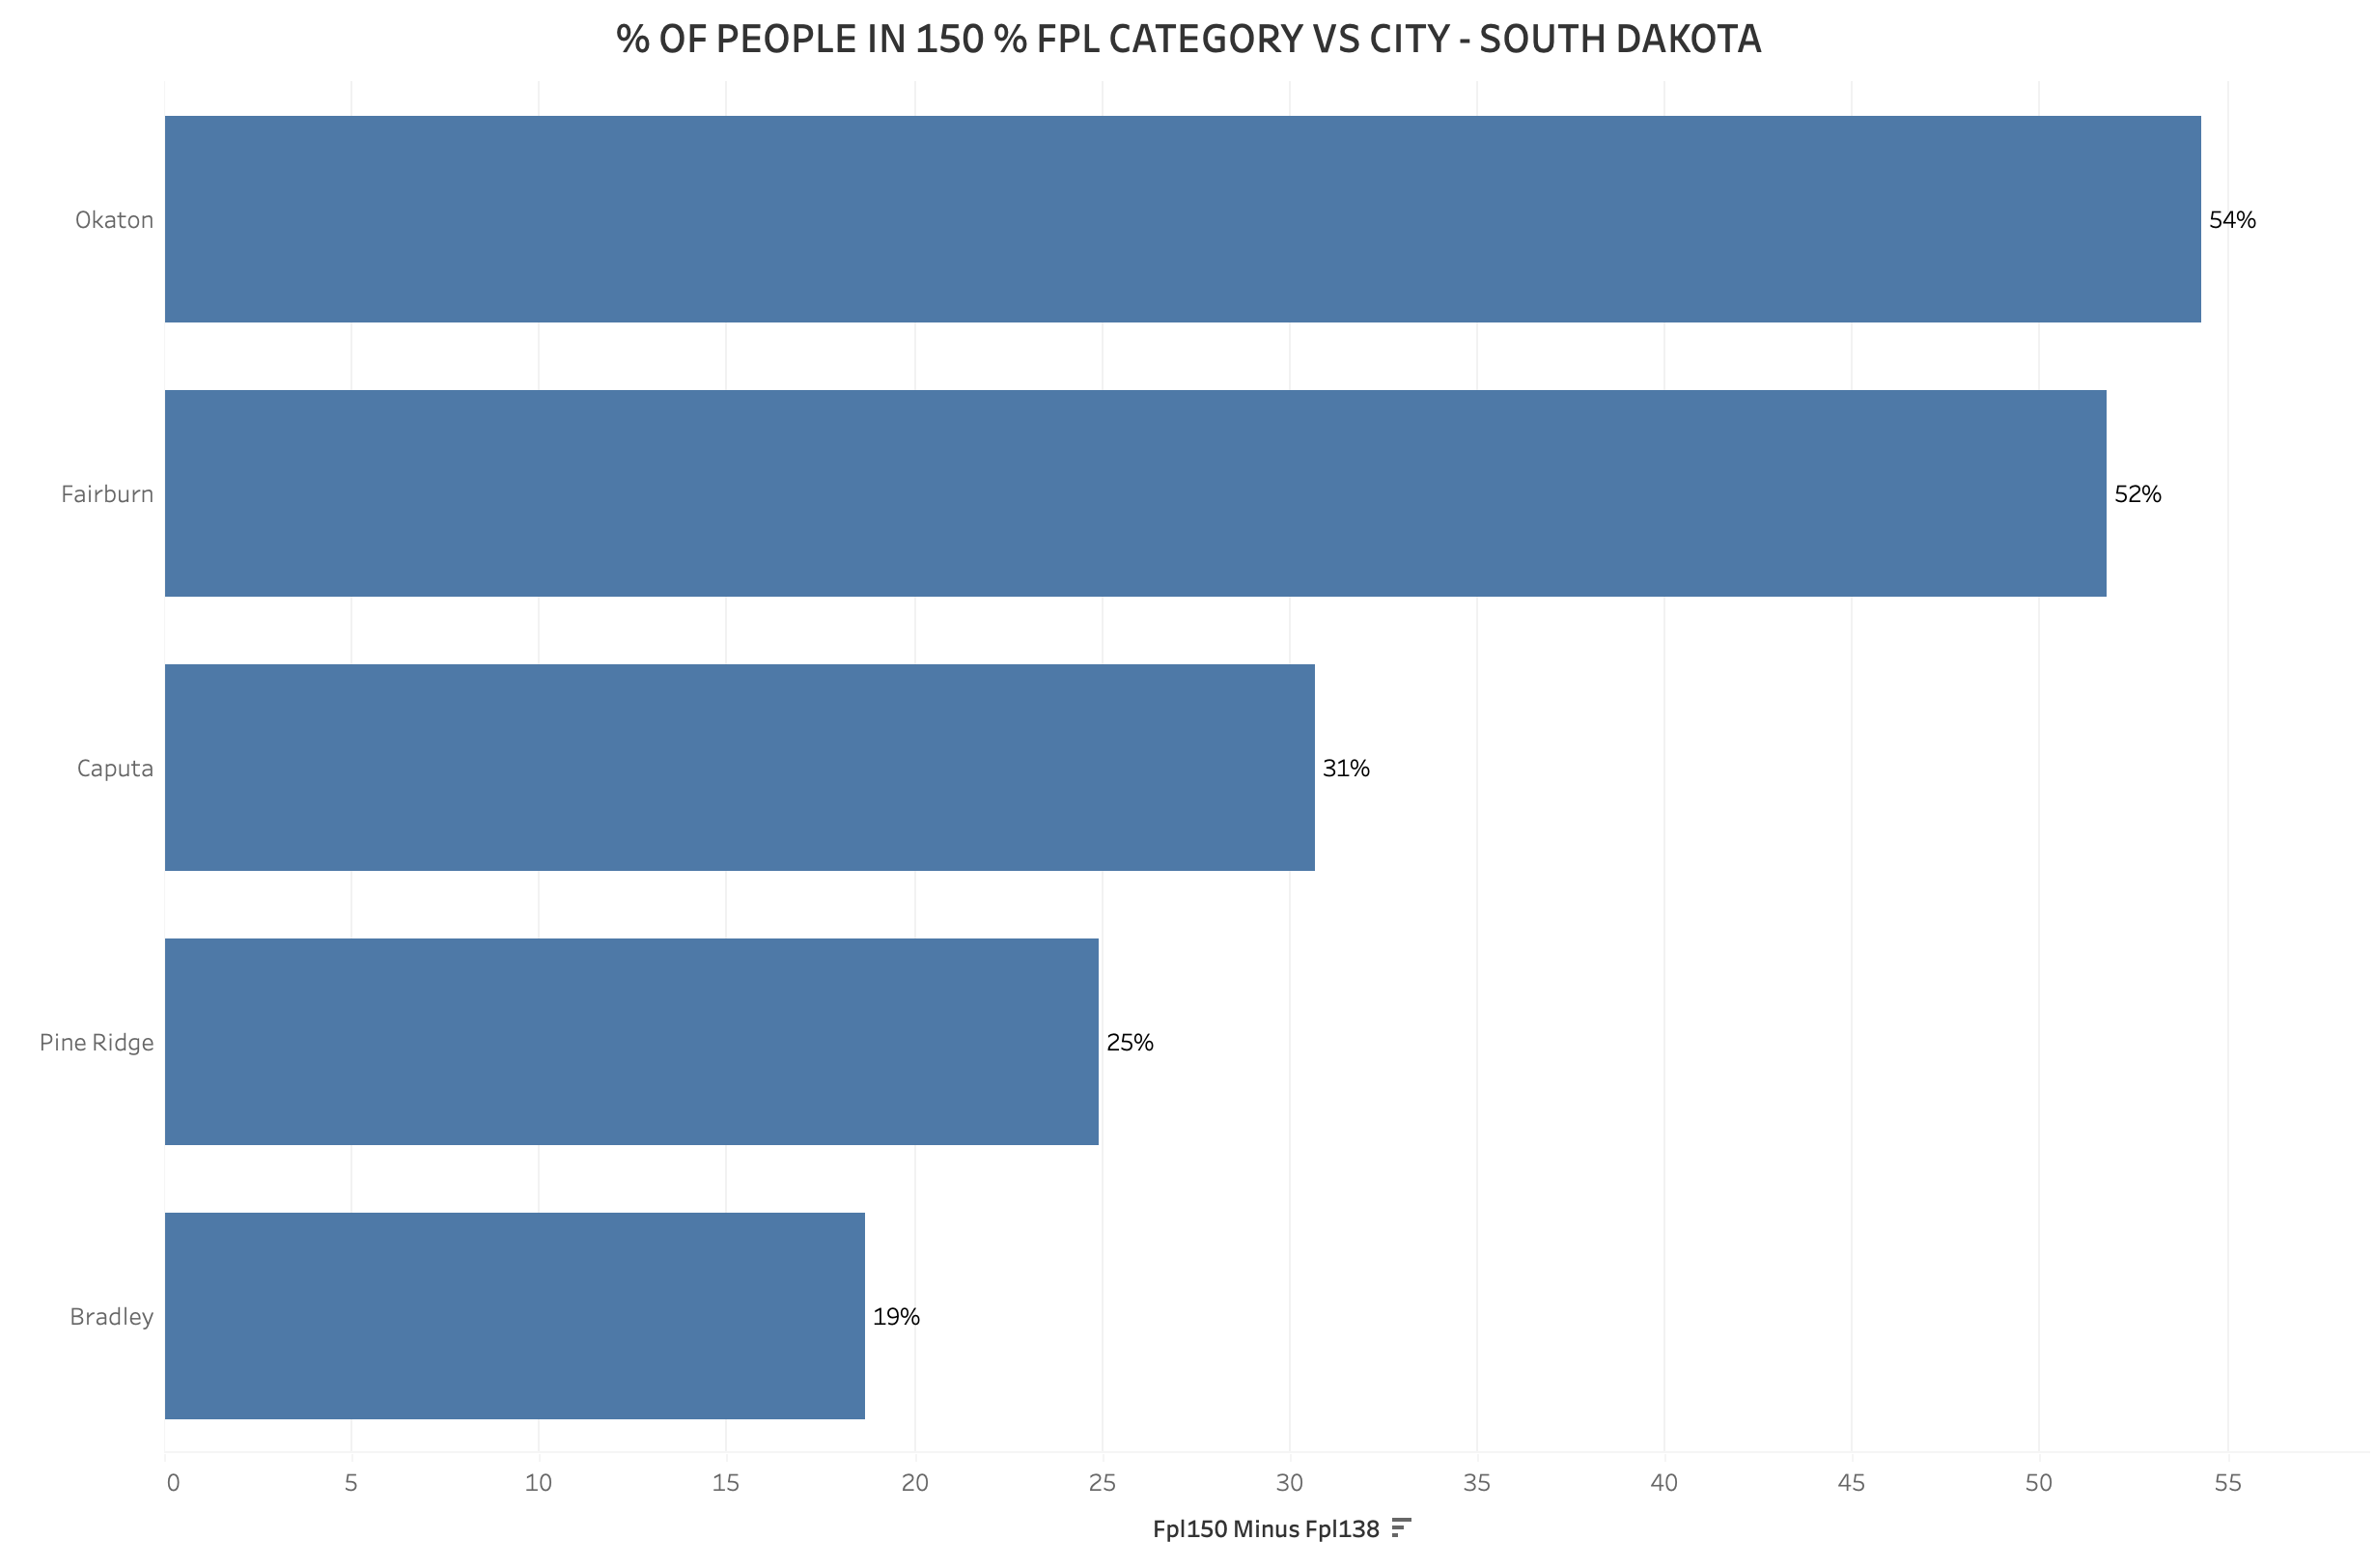 % OF PEOPLE IN 150 % FPL CATEGORY VS CITY - SOUTH DAKOTA
Okaton
54%
Fairburn
52%
Caputa
31%
Pine Ridge
25%
Bradley
19%
0 5 10 15 20 25 30 35 40 45 50 55
Fpl150 Minus Fpl138